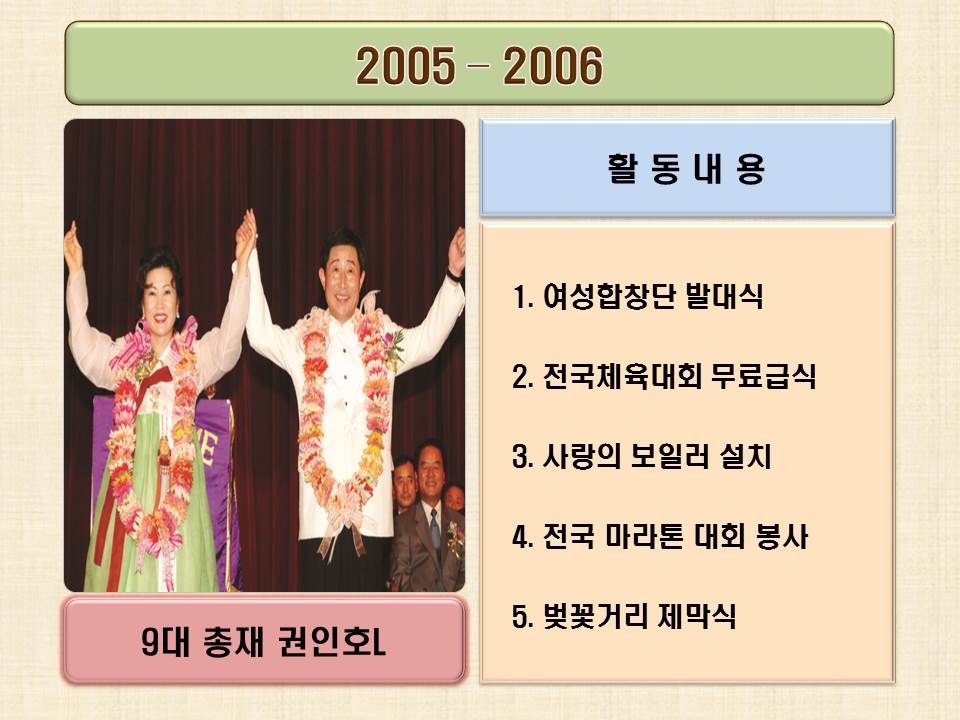 2005 – 2006
활 동 내 용
1. 여성합창단 발대식
2. 전국체육대회 무료급식
3. 사랑의 보일러 설치
4. 전국 마라톤 대회 봉사
5. 벚꽃거리 제막식
9대 총재 권인호L